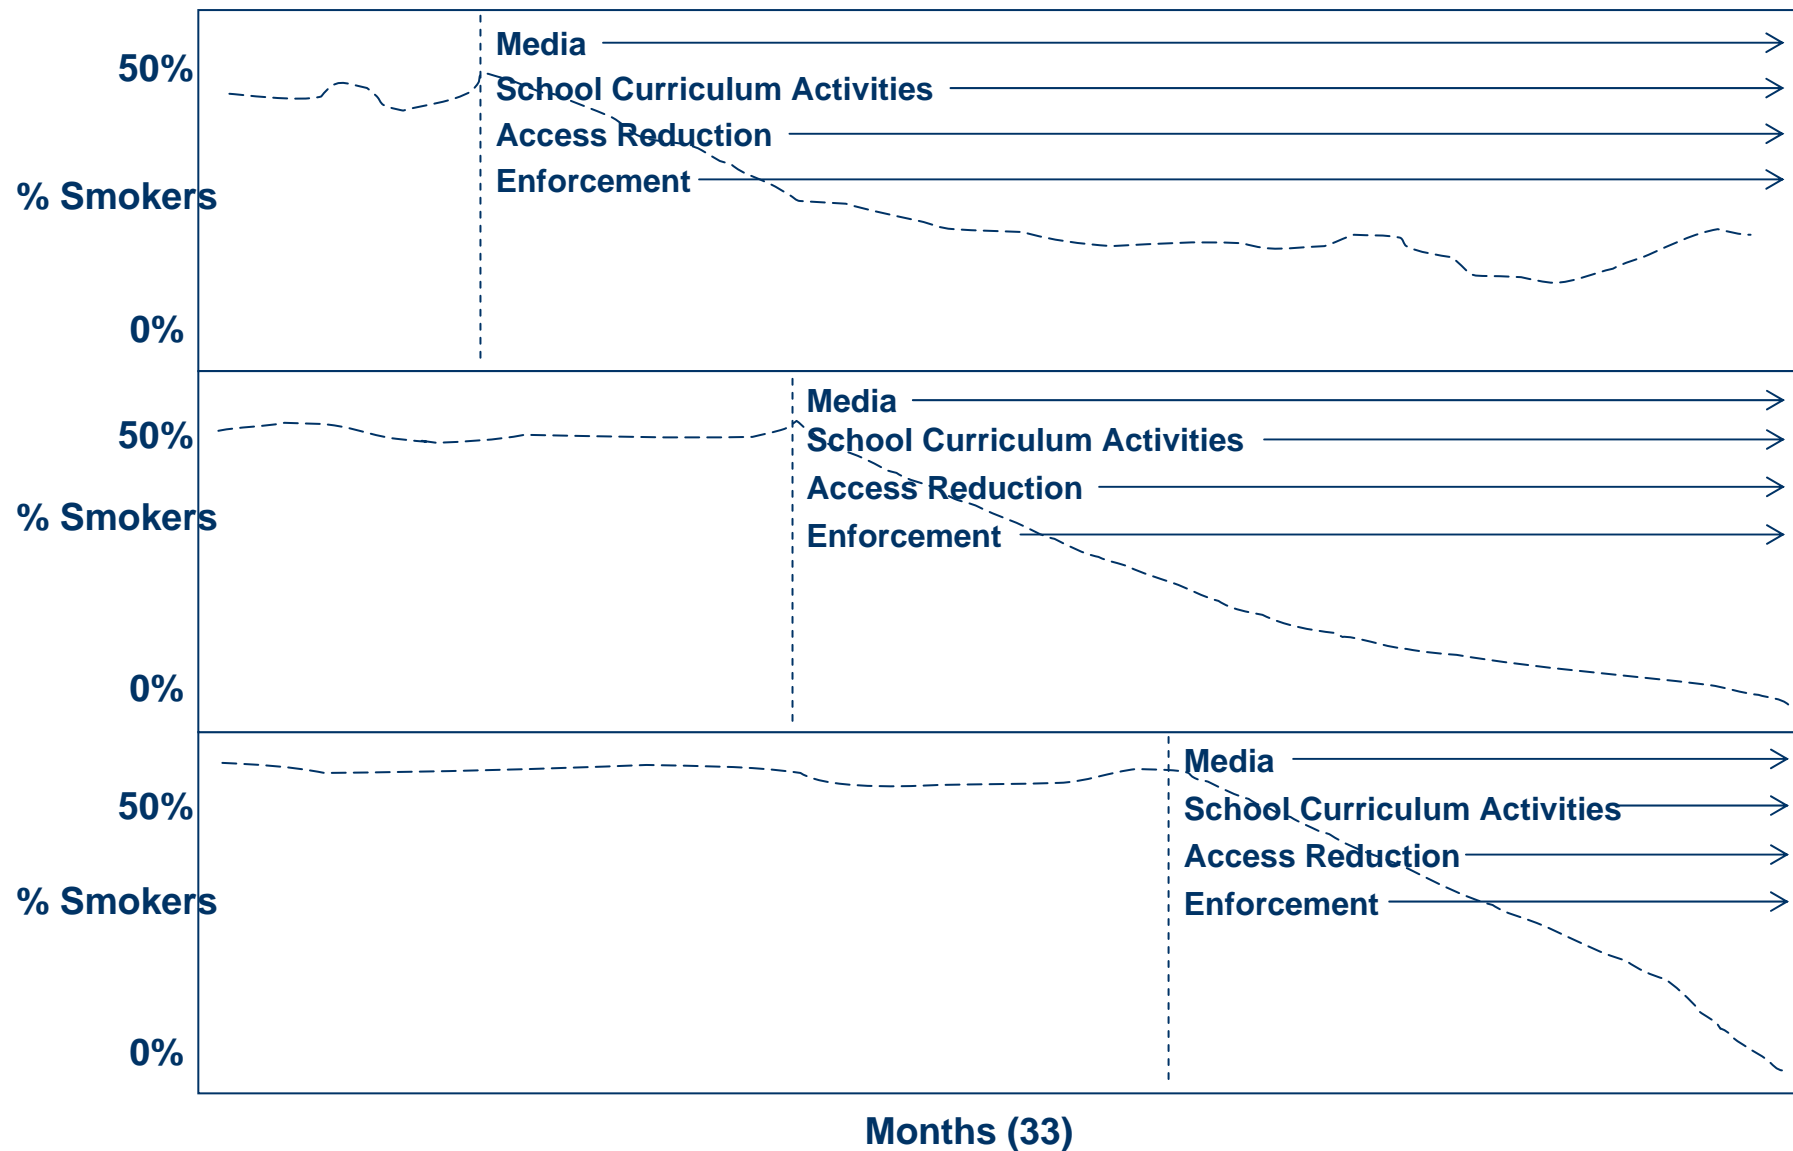 50%
Media
School Curriculum Activities
Access Reduction
Enforcement
% Smokers
0%
50%
Media
School Curriculum Activities
Access Reduction
Enforcement
% Smokers
0%
50%
Media
School Curriculum Activities
Access Reduction
Enforcement
% Smokers
0%
Months (33)